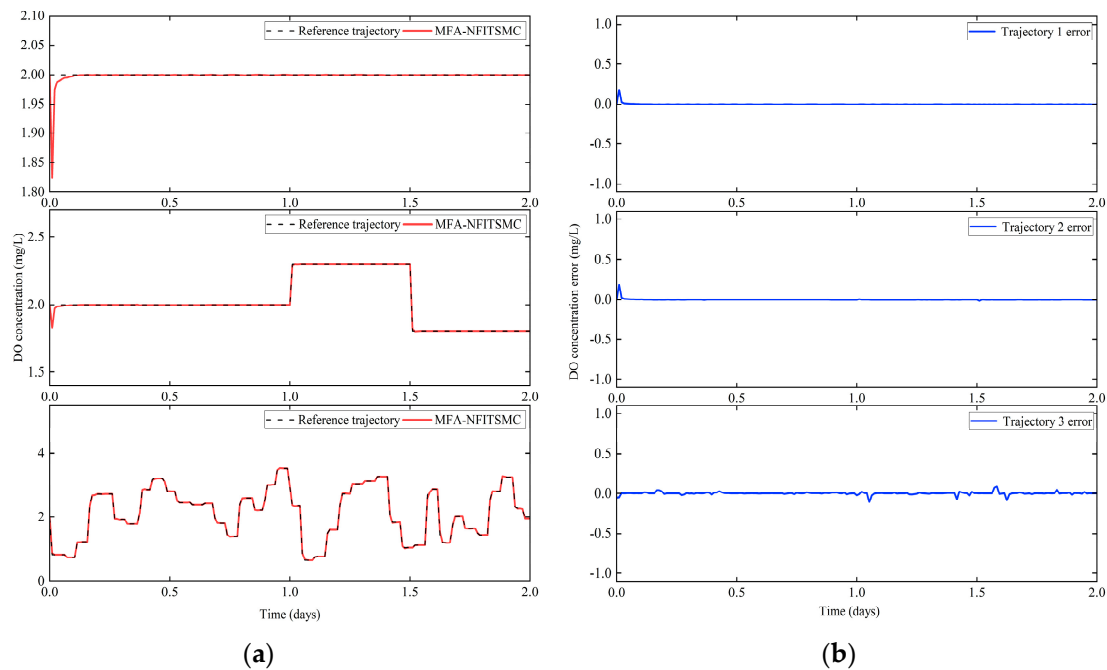 2.10
Reference trajectory MFA-NFITSMC
2.05
2.00
1.95
1.90
1.85
1.80
0.0 0.5 1.0 1.5 2.0
Reference trajectory MFA-NFITSMC
2.5
2.0
1.5
0.0 0.5 1.0 1.5 2.0
DO concentration (mg/L)
Reference trajectory MFA-NFITSMC
4
2
0
0.0 0.5 1.0 1.5 2.0
Time (days)
(a)
1.0
Trajectory 1 error
0.5
0.0
-0.5
-1.0
0.0 0.5 1.0 1.5 2.0
1.0
Trajectory 2 error
0.5
0.0
-0.5
-1.0
0.0 0.5 1.0 1.5 2.0
DO concentration error (mg/L)
1.0
Trajectory 3 error
0.5
0.0
-0.5
-1.0
0.0 0.5 1.0 1.5 2.0
Time (days)
(b)